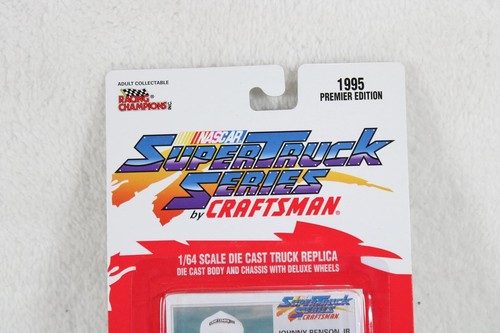 ADULT COLLECTABLE
RACING
CHAMPIONS
1995
PREMIER EDITION
NASCAR
SUPERTRUCK
SERIES
by CRAFTSMAN®
1/64 SCALE DIE CAST TRUCK REPLICA
DIE CAST BODY AND CHASSIS WITH DELUXE WHEELS
SUPERTRUCK
SERIES
CRAFTSMAN
JOHNNY BENSON, JR